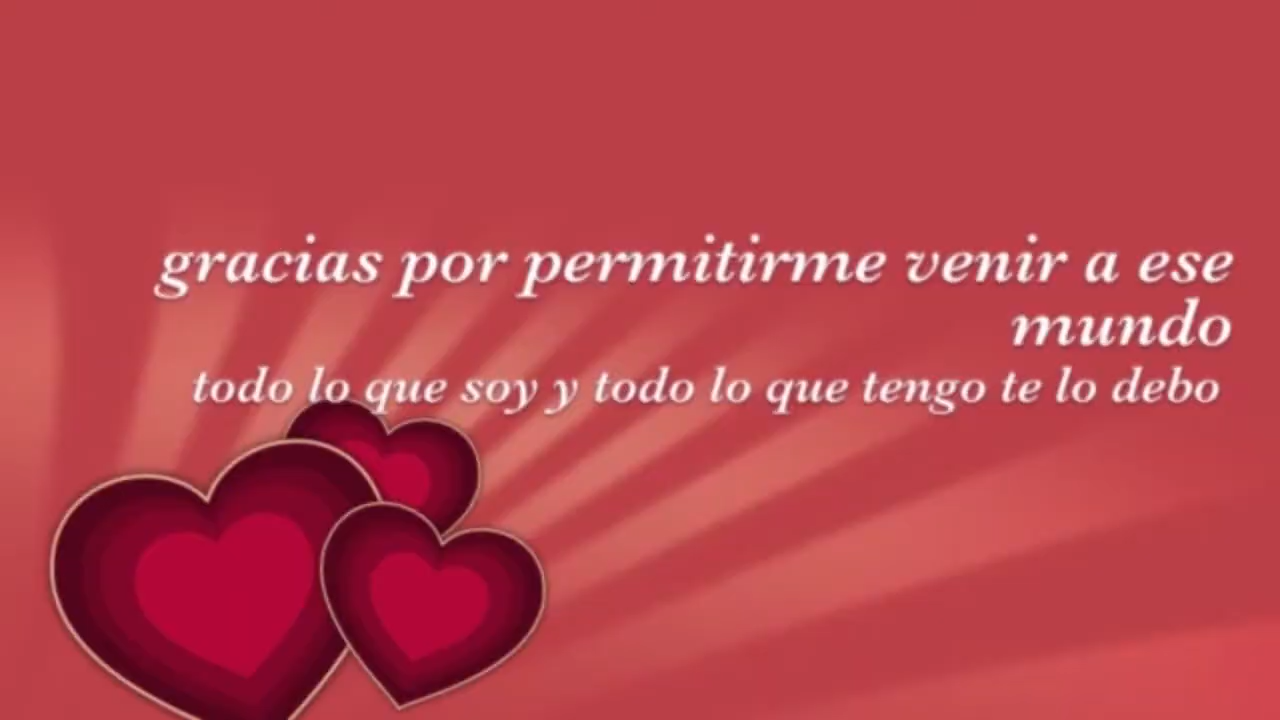 gracias por permitirme venir a ese
mundo
todo lo que soy y todo lo que tengo te lo debo